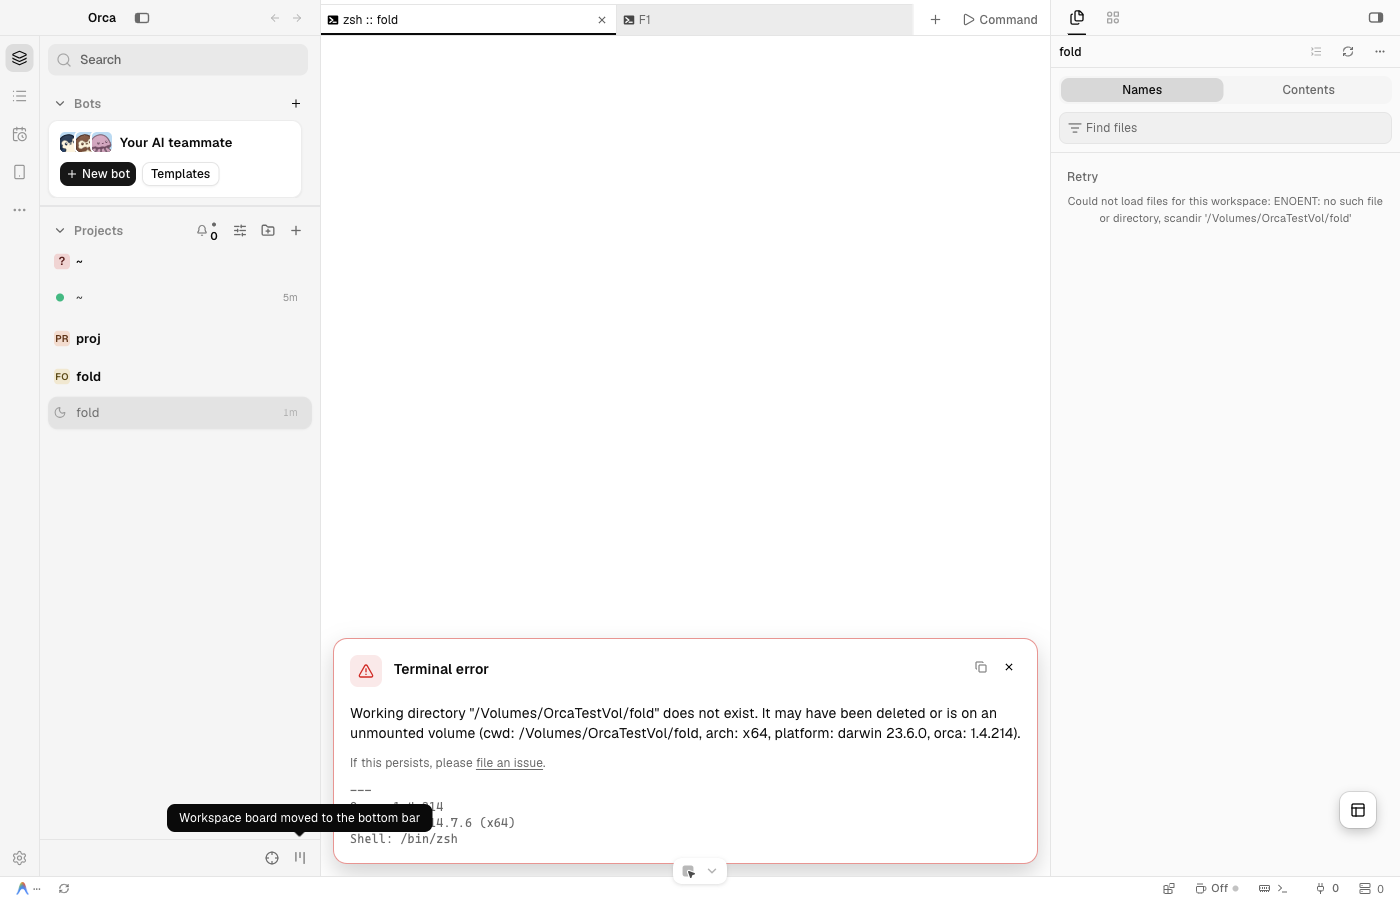 Orca
zsh :: fold
F1
Command
Search
Bots
Your AI teammate
New bot
Templates
Projects
0
? ~
~ 5m
PR proj
FO fold
fold 1m
fold
Names
Contents
Find files
Retry
Could not load files for this workspace: ENOENT: no such file
or directory, scandir '/Volumes/OrcaTestVol/fold'
Terminal error
Working directory "/Volumes/OrcaTestVol/fold" does not exist. It may have been deleted or is on an
unmounted volume (cwd: /Volumes/OrcaTestVol/fold, arch: x64, platform: darwin 23.6.0, orca: 1.4.214).
If this persists, please file an issue.
---
14.7.6 (x64)
Shell: /bin/zsh
Workspace board moved to the bottom bar
Off
0
0